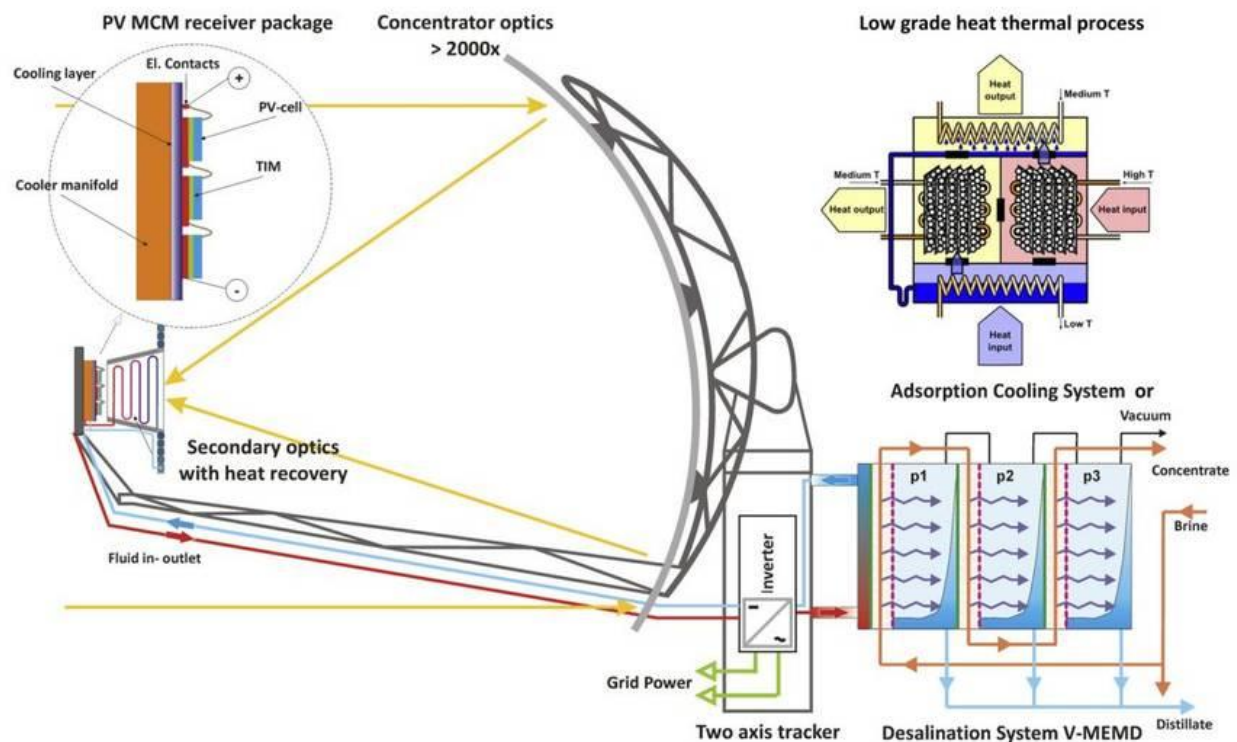 PV MCM receiver package
Concentrator optics
> 2000x
Low grade heat thermal process
El. Contacts
+
Cooling layer
PV-cell
TIM
Cooler manifold
-
Heat
output
Medium T
Medium T
High T
Heat output
Heat input
Low T
Heat
input
Secondary optics
with heat recovery
Fluid in- outlet
Adsorption Cooling System or
Vacuum
p1
p2
p3
Concentrate
Brine
Inverter
-
~
Grid Power
Two axis tracker
Desalination System V-MEMD
Distillate